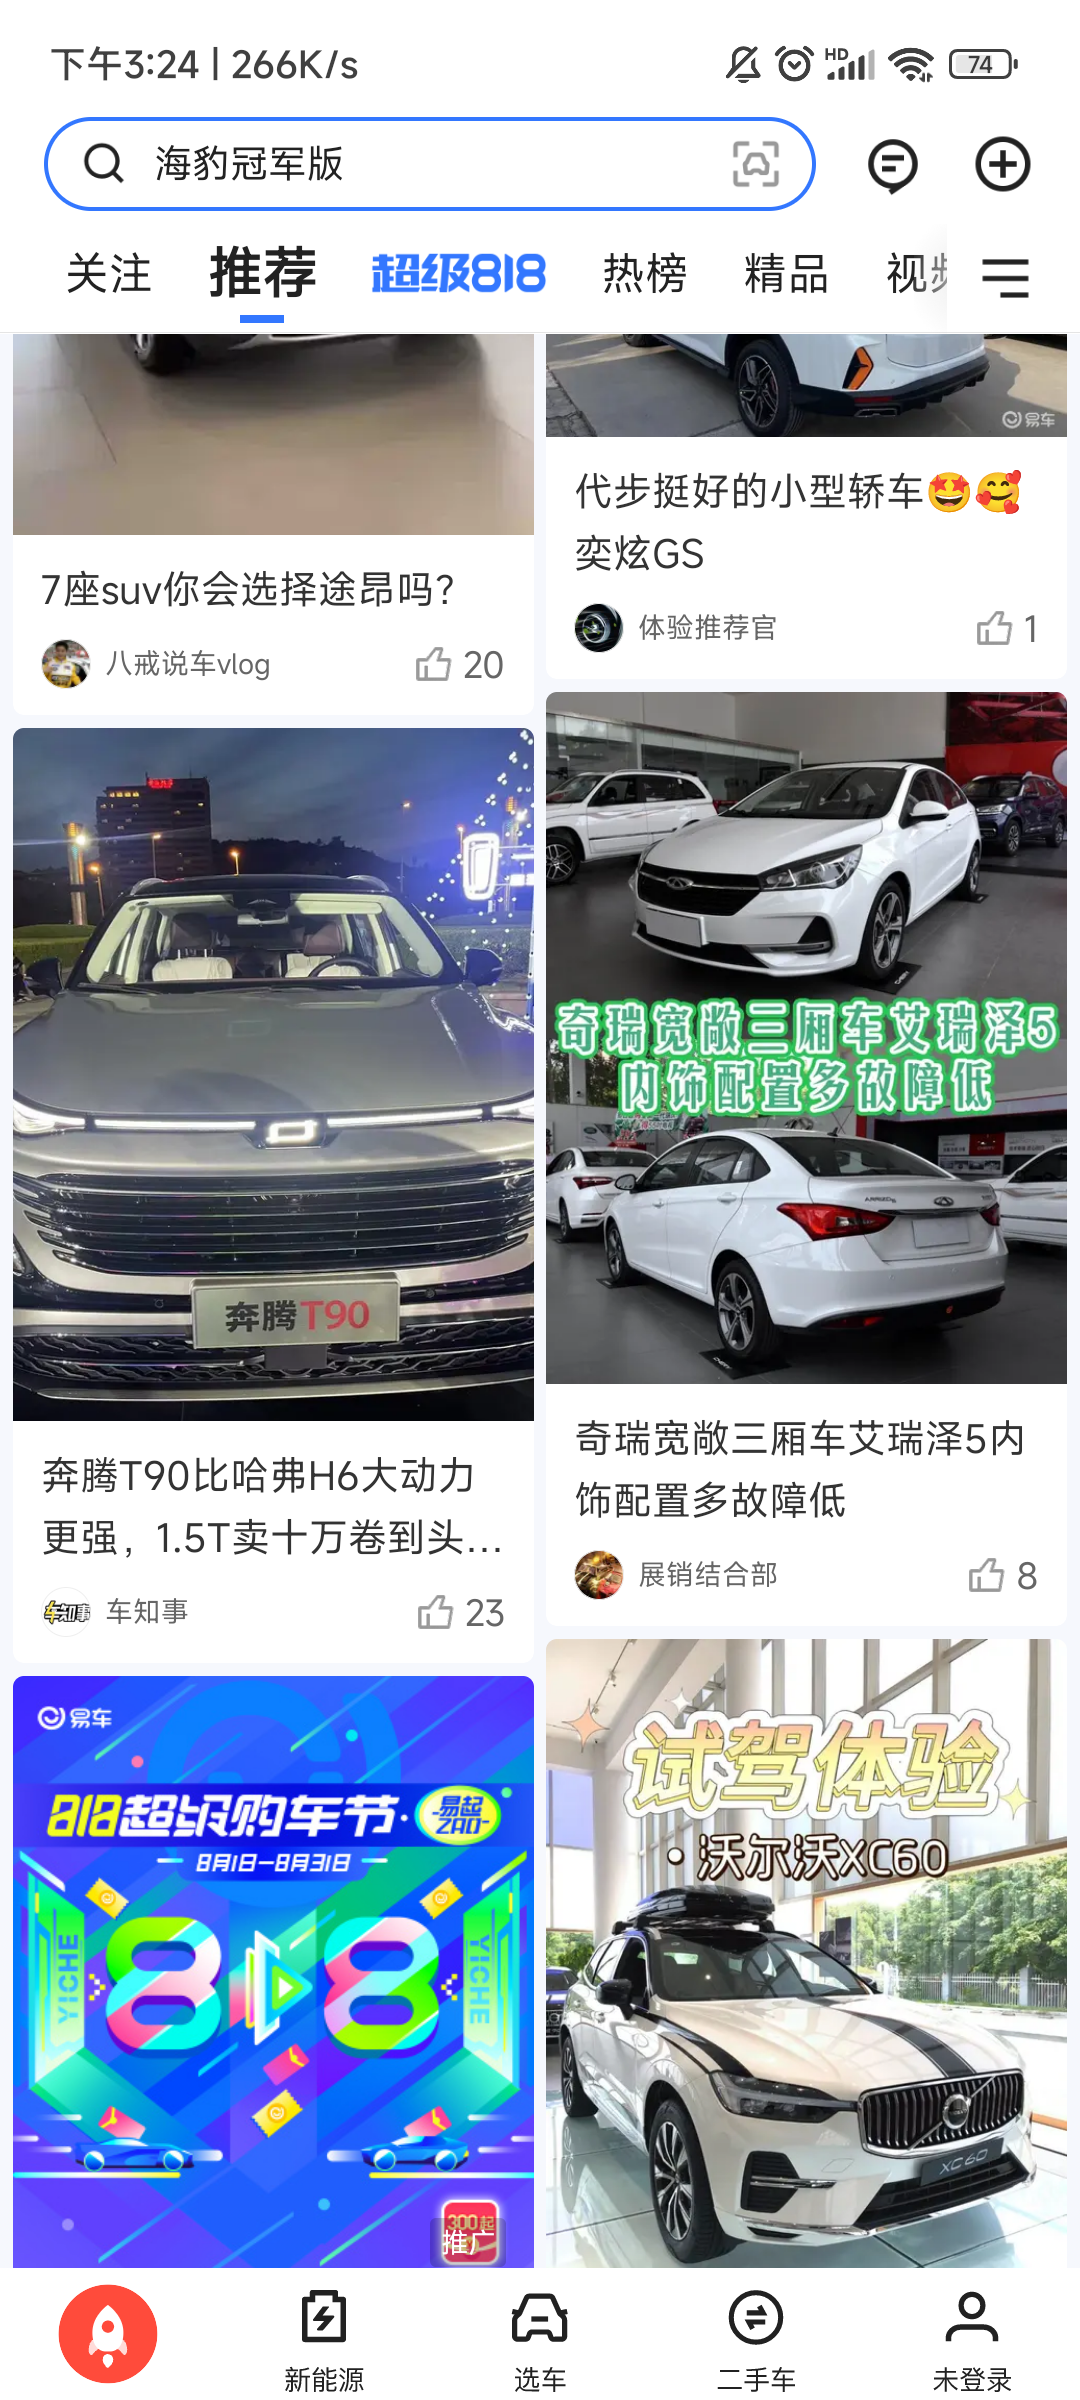 下午3:24 | 266K/s
HD
74
海豹冠军版
关注
推荐
超级818
热榜
精品
视频
易车
7座suv你会选择途昂吗?
八戒说车vlog
20
代步挺好的小型轿车🤩🥰
奕炫GS
体验推荐官
1
奔腾T90
奔腾T90比哈弗H6大动力
更强，1.5T卖十万卷到头...
车知事
车知事
23
奇瑞宽敞三厢车艾瑞泽5
内饰配置多故障低
奇瑞宽敞三厢车艾瑞泽5内
饰配置多故障低
展销结合部
8
易车
818超级购车节·
-易起
ZAO-
8月1日-8月31日
YICHE
8
8
YICHE
300起
推广
试驾体验
·沃尔沃XC60
XC60
新能源
选车
二手车
未登录